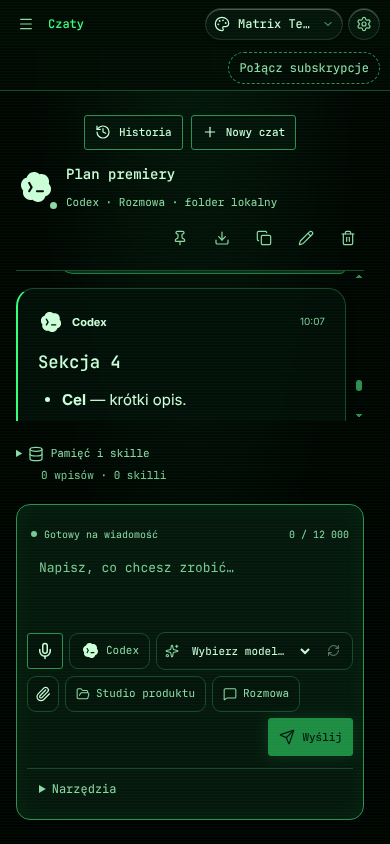 Czaty
Matrix Te…
Połącz subskrypcje
Historia
Nowy czat
Plan premiery
Codex · Rozmowa · folder lokalny
Codex
10:07
Sekcja 4
• Cel — krótki opis.
Pamięć i skille
0 wpisów · 0 skilli
Gotowy na wiadomość
0 / 12 000
Napisz, co chcesz zrobić…
Codex
Wybierz model…
Studio produktu
Rozmowa
Wyślij
Narzędzia